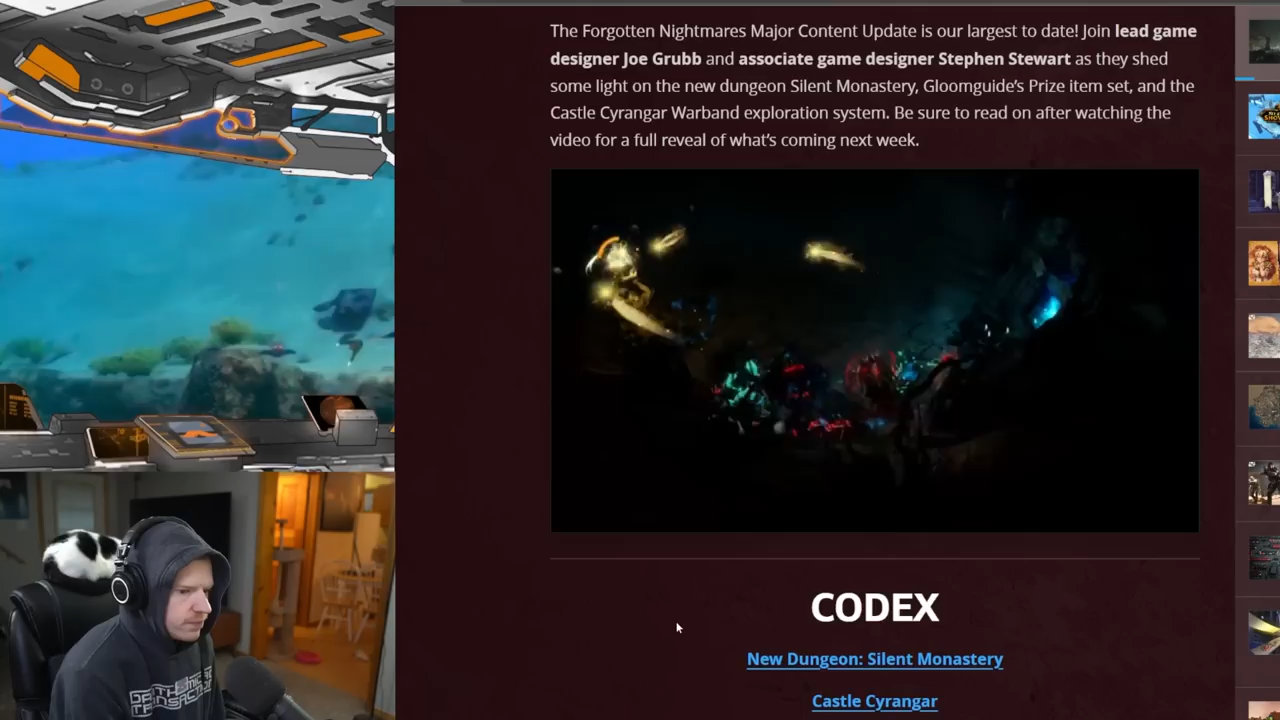 The Forgotten Nightmares Major Content Update is our largest to date! Join lead game
designer Joe Grubb and associate game designer Stephen Stewart as they shed
some light on the new dungeon Silent Monastery, Gloomguide's Prize item set, and the
Castle Cyrangar Warband exploration system. Be sure to read on after watching the
video for a full reveal of what's coming next week.
CODEX
New Dungeon: Silent Monastery
Castle Cyrangar